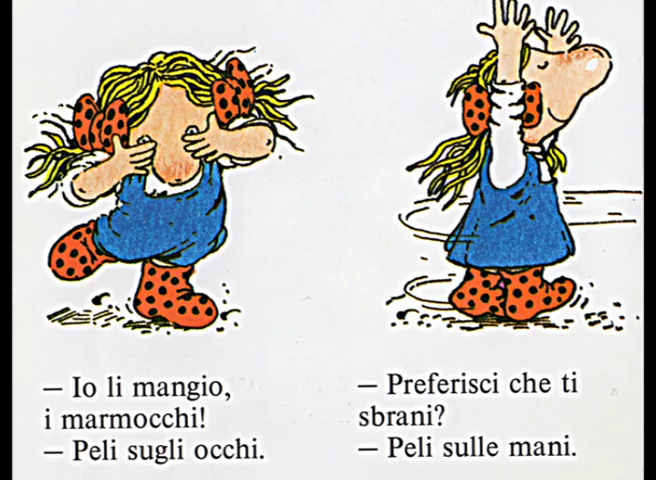 – Io li mangio,
i marmocchi!
– Peli sugli occhi.
– Preferisci che ti
sbrani?
– Peli sulle mani.